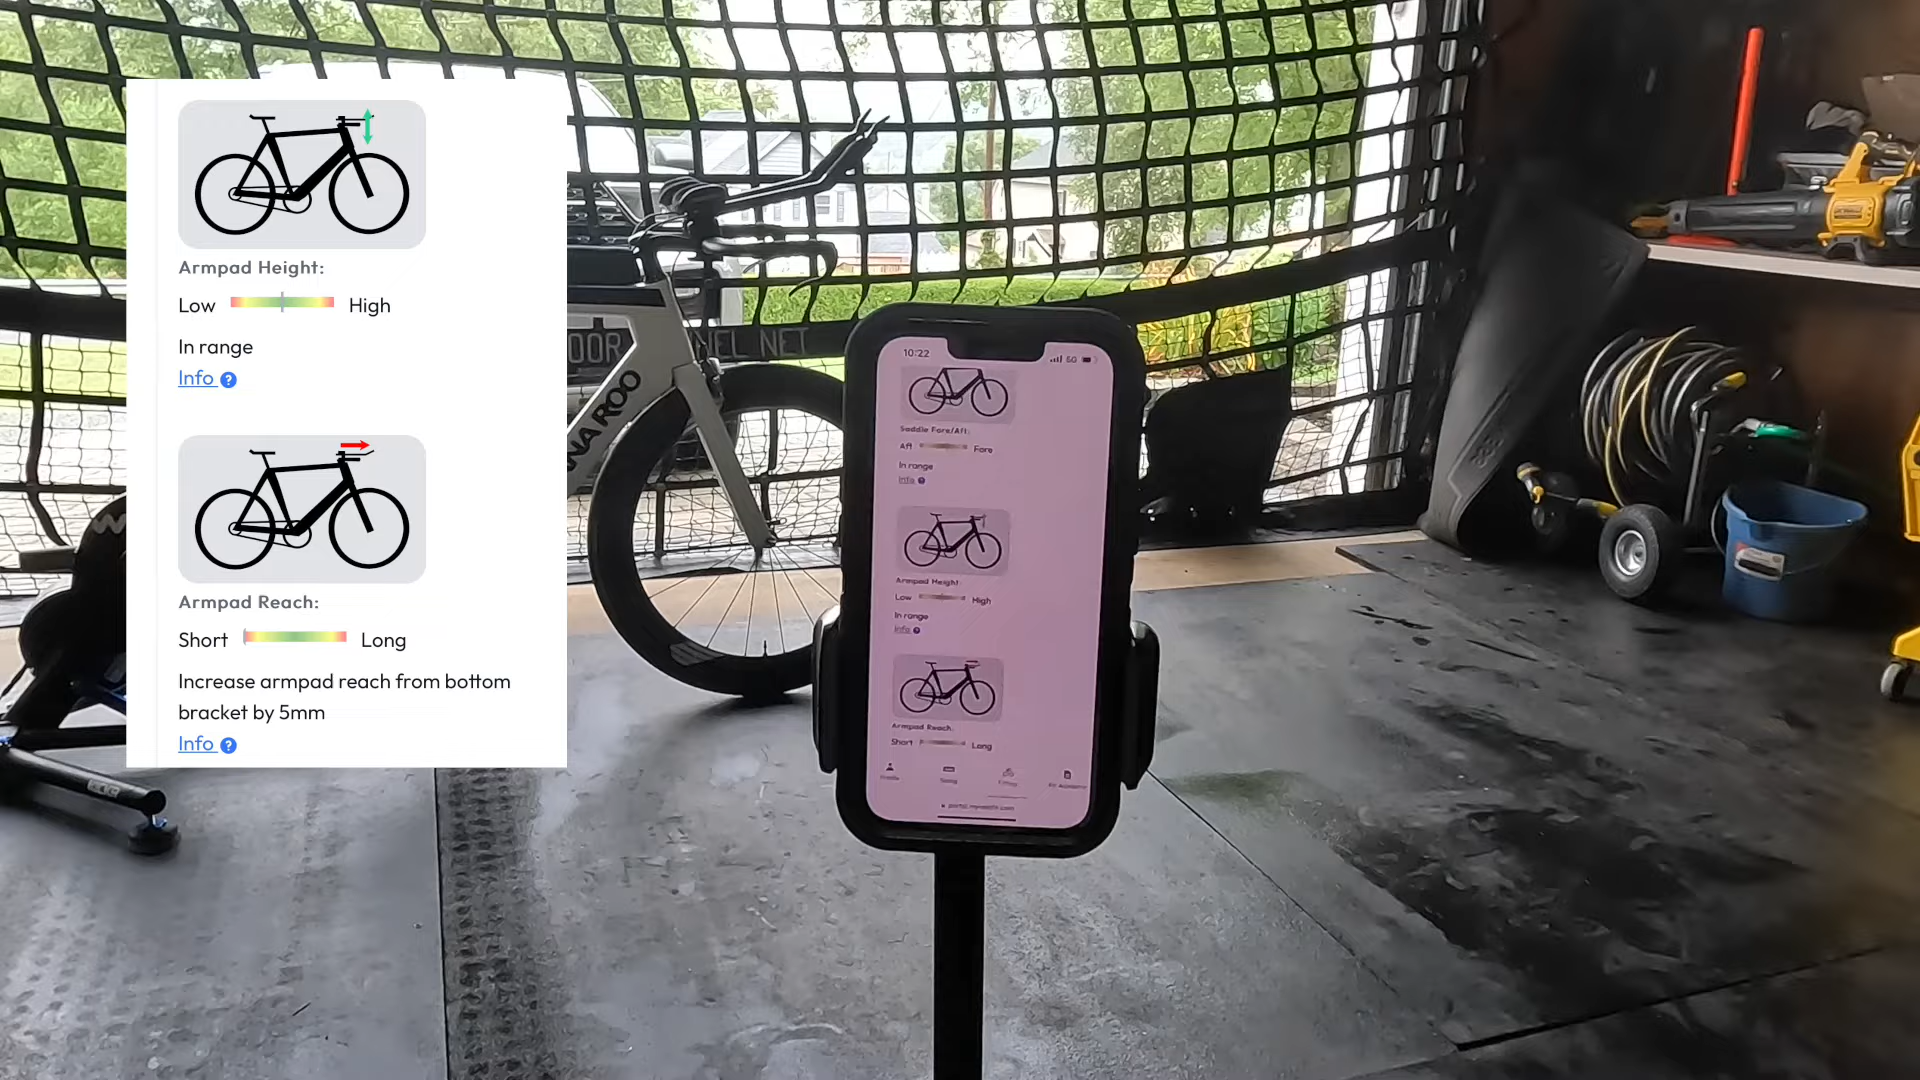 Armpad Height:
Low High
In range
Info ?
Armpad Reach:
Short Long
Increase armpad reach from bottom
bracket by 5mm
Info ?
10:22
5G
Saddle Fore/Aft:
Aft Fore
In range
Info ?
Armpad Height:
Low High
In range
Info ?
Armpad Reach:
Short Long